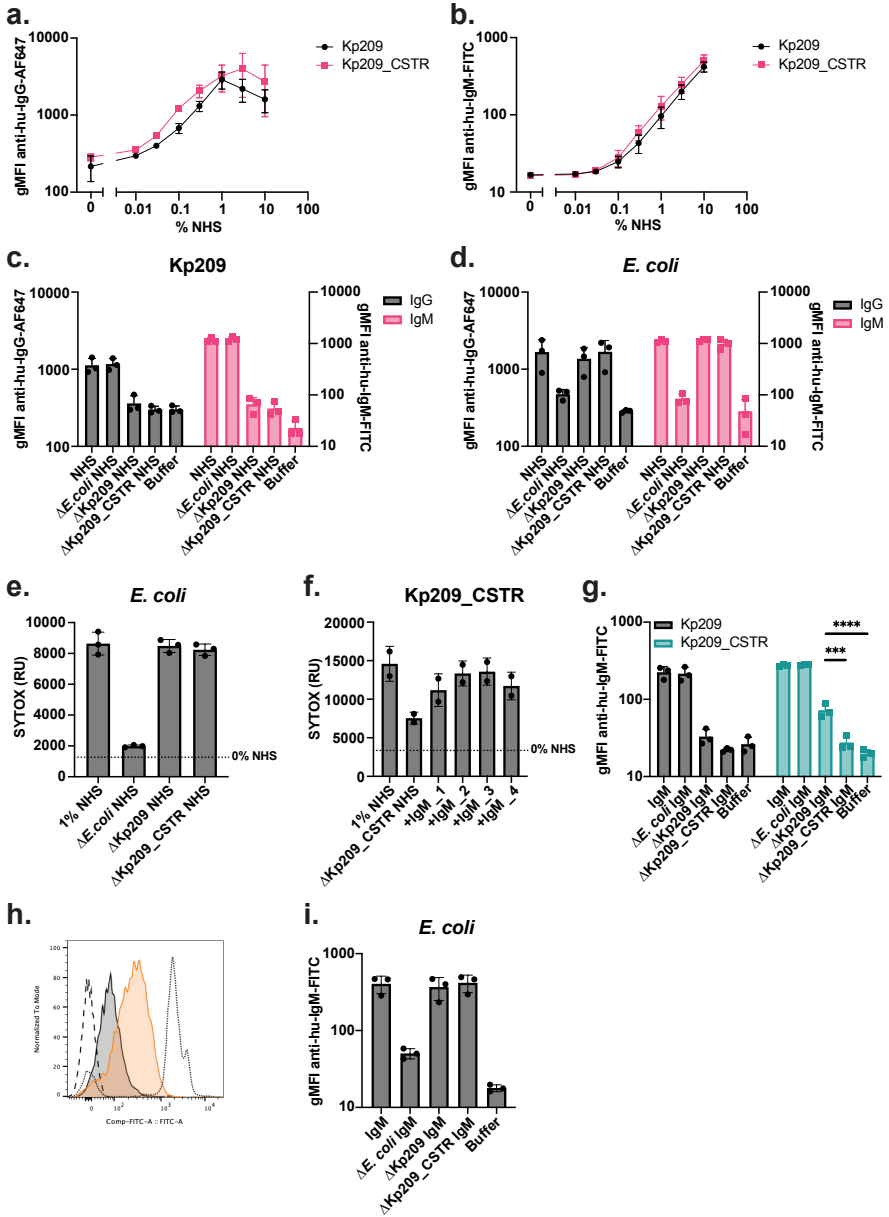 a.
gMFI anti-hu-IgG-AF647
10000
1000
100
0
0.01
0.1
1
10
100
% NHS
Kp209
Kp209_CSTR
b.
gMFI anti-hu-IgM-FITC
1000
100
10
0
0.01
0.1
1
10
100
% NHS
Kp209
Kp209_CSTR
c.
Kp209
gMFI anti-hu-IgG-AF647
10000
1000
100
10000
1000
100
10
gMFI anti-hu-IgM-FITC
IgG
IgM
NHS
ΔE.coli NHS
ΔKp209 NHS
ΔKp209_CSTR NHS
Buffer
NHS
ΔE.coli NHS
ΔKp209 NHS
ΔKp209_CSTR NHS
Buffer
d.
E. coli
gMFI anti-hu-IgG-AF647
10000
1000
100
10000
1000
100
10
gMFI anti-hu-IgM-FITC
IgG
IgM
NHS
ΔE.coli NHS
ΔKp209 NHS
ΔKp209_CSTR NHS
Buffer
NHS
ΔE.coli NHS
ΔKp209 NHS
ΔKp209_CSTR NHS
Buffer
e.
E. coli
SYTOX (RU)
10000
8000
6000
4000
2000
0
0% NHS
1% NHS
ΔE.coli NHS
ΔKp209 NHS
ΔKp209_CSTR NHS
f.
Kp209_CSTR
SYTOX (RU)
20000
15000
10000
5000
0
0% NHS
1% NHS
ΔKp209_CSTR NHS
+IgM_1
+IgM_2
+IgM_3
+IgM_4
g.
gMFI anti-hu-IgM-FITC
1000
100
10
Kp209
Kp209_CSTR
****
***
IgM
ΔE. coli IgM
ΔKp209 IgM
ΔKp209_CSTR IgM
Buffer
IgM
ΔE. coli IgM
ΔKp209 IgM
ΔKp209_CSTR IgM
Buffer
h.
Normalized To Mode
100
80
60
40
20
0
0
10²
10³
10⁴
Comp-FITC-A :: FITC-A
i.
E. coli
gMFI anti-hu-IgM-FITC
1000
100
10
IgM
ΔE. coli IgM
ΔKp209 IgM
ΔKp209_CSTR IgM
Buffer